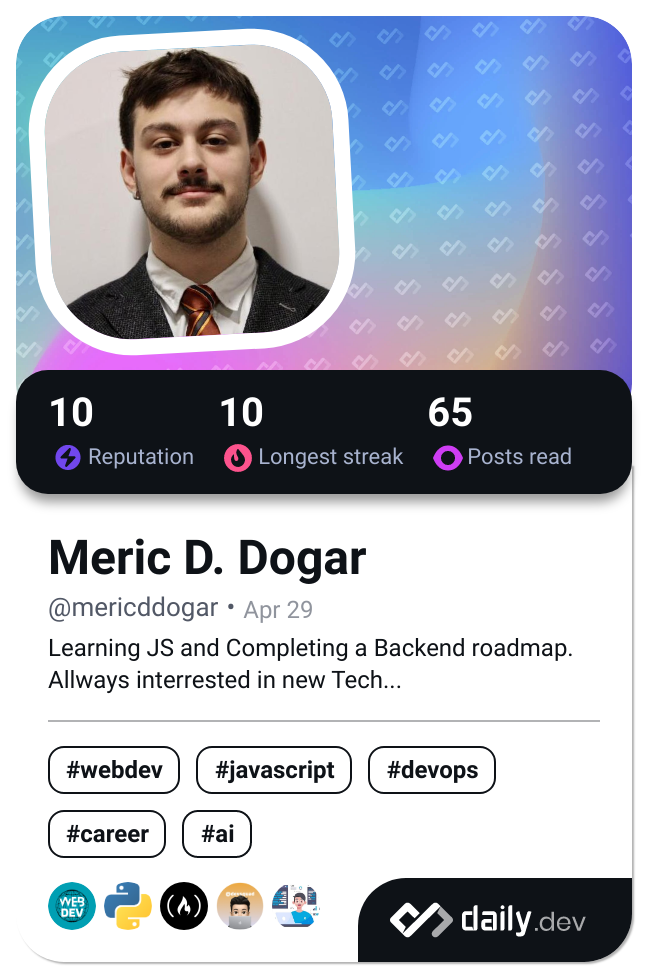 10 10 65
Reputation Longest streak Posts read
Meric D. Dogar
@mericddogar • Apr 29
Learning JS and Completing a Backend roadmap.
Allways interrested in new Tech...
#webdev #javascript #devops
#career #ai
WEB
DEV
daily.dev